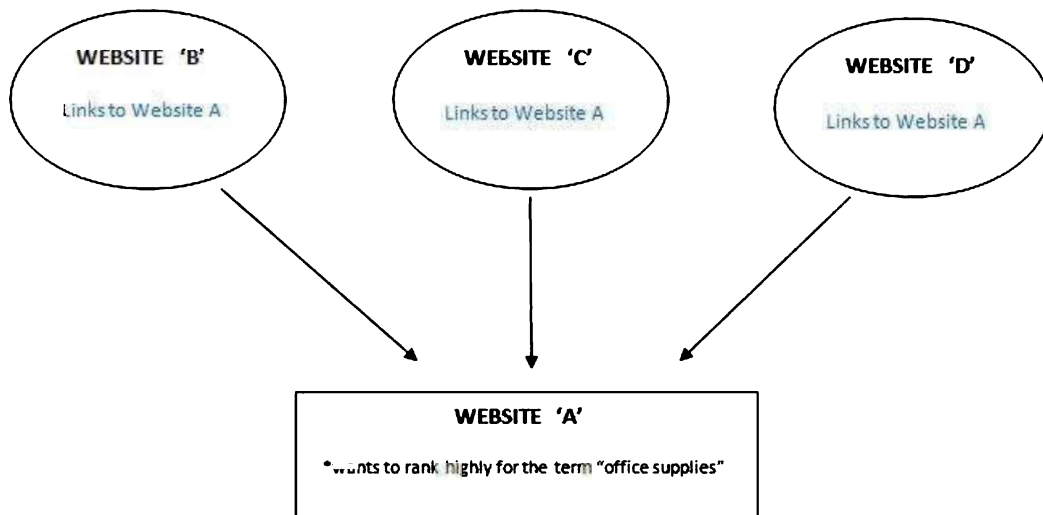 WEBSITE 'B'
Links to Website A
WEBSITE 'C'
Links to Website A
WEBSITE 'D'
Links to Website A
WEBSITE 'A'
*wants to rank highly for the term “office supplies”